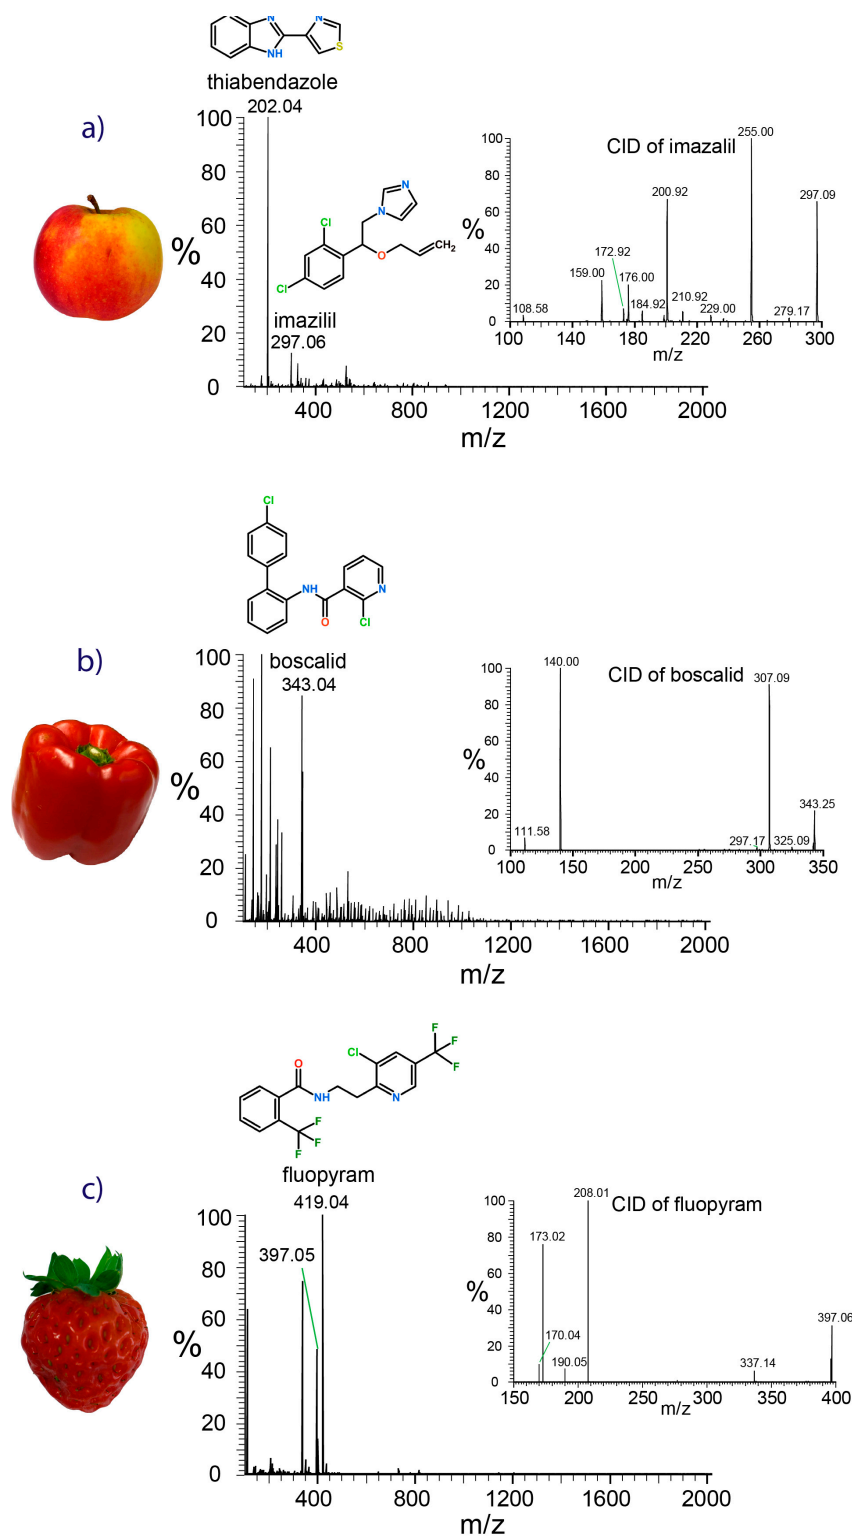 N N
NH S
thiabendazole
202.04
a)
100
80
60
40
20
0
%
400 800 1200 1600 2000
m/z
N
N
Cl
O CH2
Cl
imazilil
297.06
CID of imazalil
255.00
200.92
297.09
172.92
159.00
176.00
184.92
210.92
229.00
279.17
108.58
100
80
60
40
20
0
%
100 140 180 220 260 300
m/z
Cl
NH N
O Cl
b)
boscalid
343.04
100
80
60
40
20
0
%
400 800 1200 1600 2000
m/z
CID of boscalid
140.00
307.09
343.25
111.58
297.17
325.09
100
80
60
40
20
0
%
100 150 200 250 300 350
m/z
F
F
Cl
F
O
NH N
F
F
F
c)
fluopyram
419.04
397.05
100
80
60
40
20
0
%
400 800 1200 1600 2000
m/z
CID of fluopyram
208.01
173.02
397.06
170.04
190.05
337.14
100
80
60
40
20
0
%
150 200 250 300 350 400
m/z